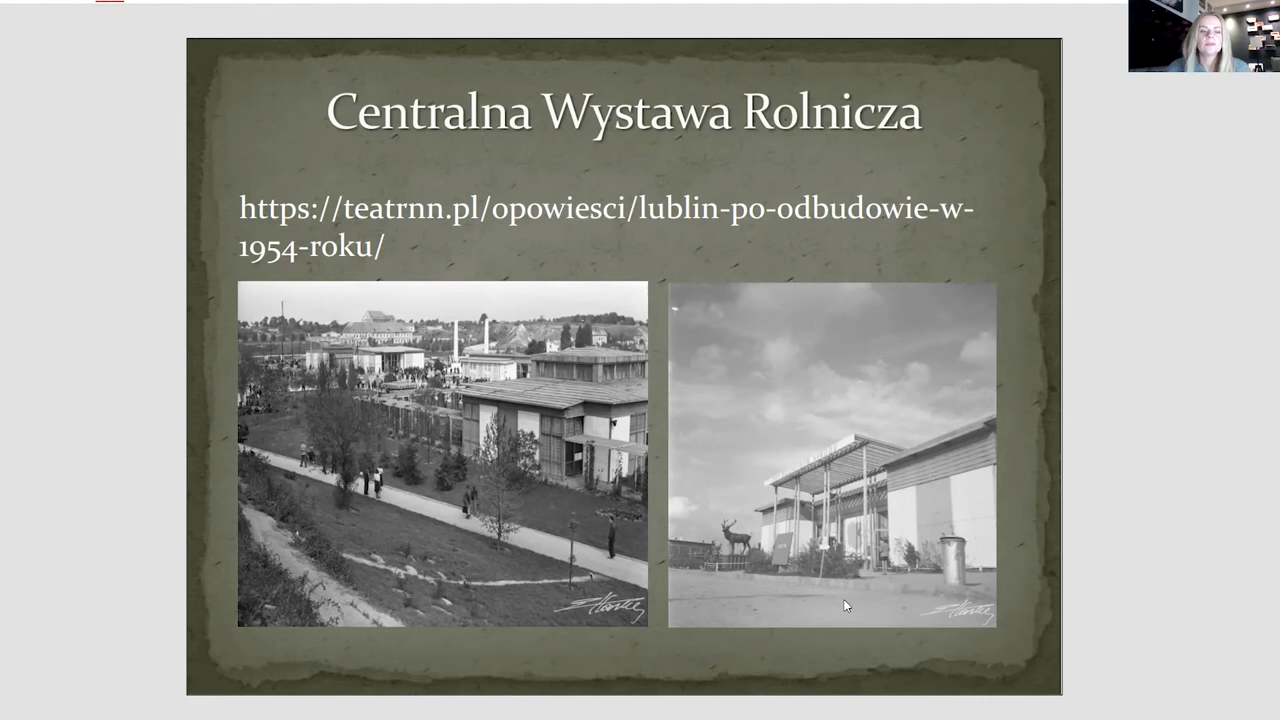 Centralna Wystawa Rolnicza
https://teatrnn.pl/opowiesci/lublin-po-odbudowie-w-
1954-roku/